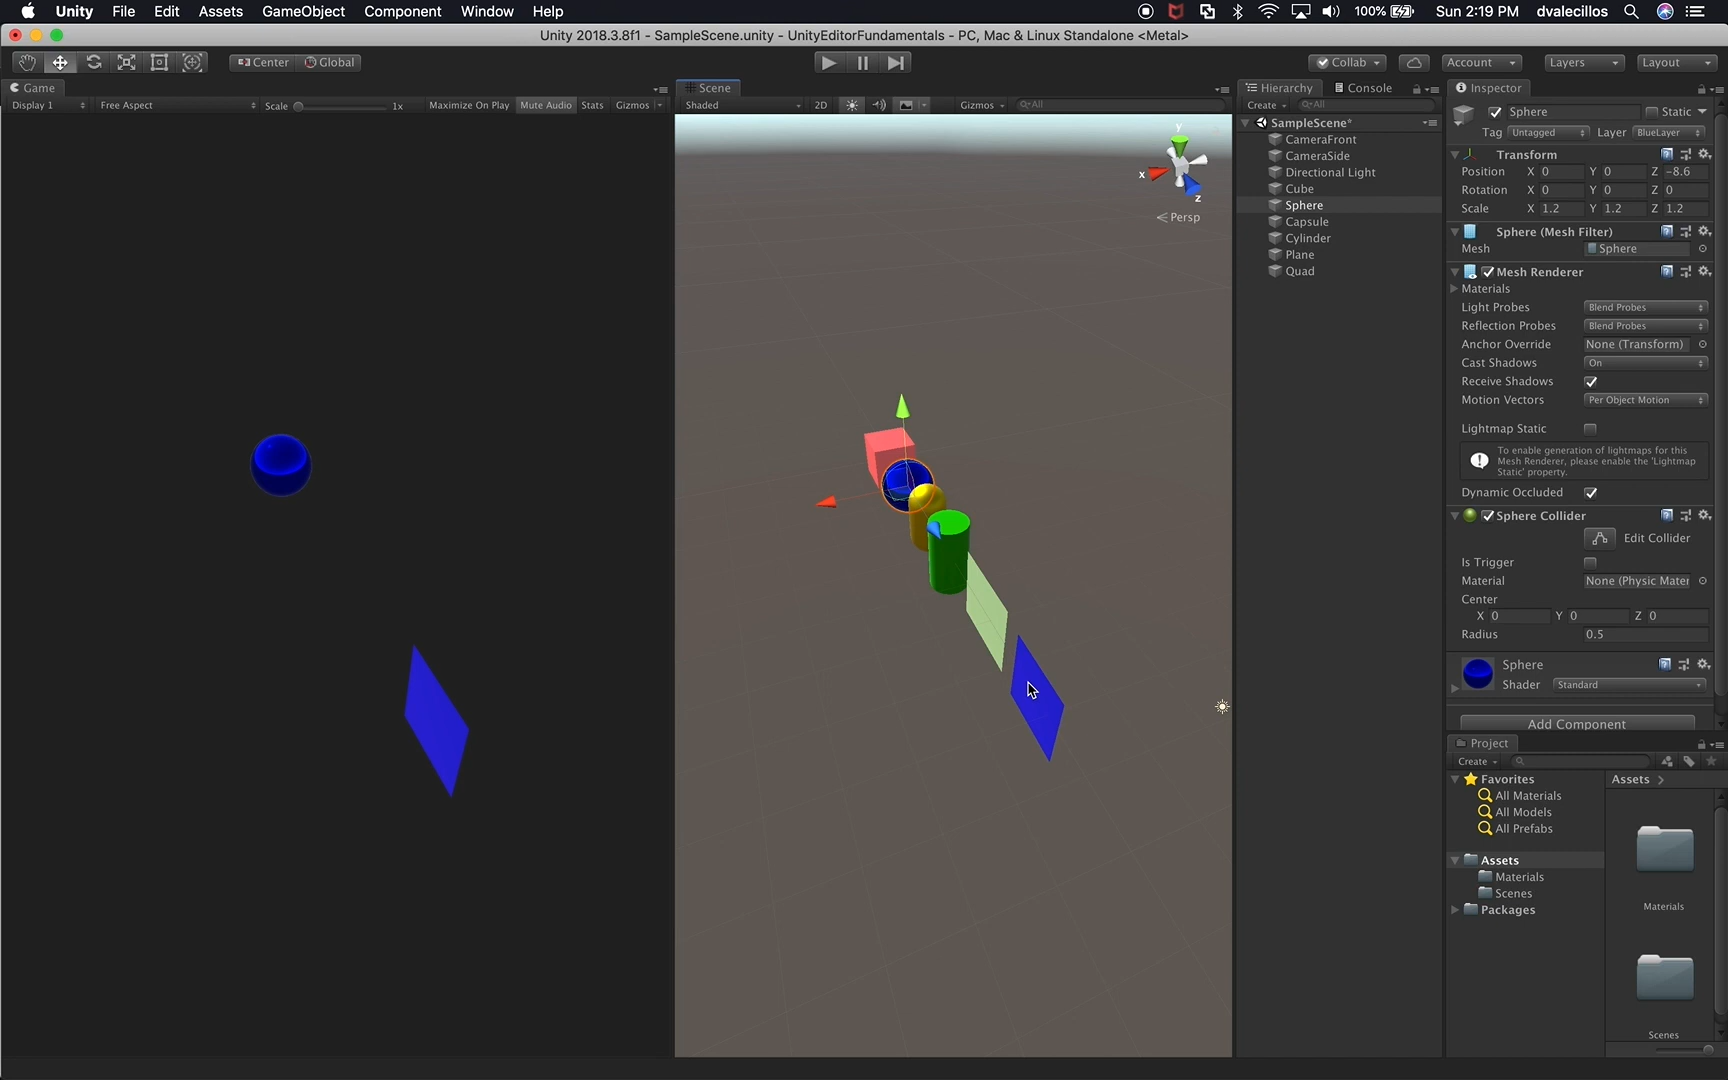 Unity File Edit Assets GameObject Component Window Help 100% Sun 2:19 PM dvalecillos
Unity 2018.3.8f1 - SampleScene.unity - UnityEditorFundamentals - PC, Mac & Linux Standalone <Metal>
Center Global Collab Account Layers Layout
Game
Display 1 Free Aspect Scale 1x Maximize On Play Mute Audio Stats Gizmos
Scene
Shaded 2D Gizmos All
y
x
z
Persp
Hierarchy Console
Create All
SampleScene*
CameraFront
CameraSide
Directional Light
Cube
Sphere
Capsule
Cylinder
Plane
Quad
Inspector
Sphere Static
Tag Untagged Layer BlueLayer
Transform
Position X 0 Y 0 Z -8.6
Rotation X 0 Y 0 Z 0
Scale X 1.2 Y 1.2 Z 1.2
Sphere (Mesh Filter)
Mesh Sphere
Mesh Renderer
Materials
Light Probes Blend Probes
Reflection Probes Blend Probes
Anchor Override None (Transform)
Cast Shadows On
Receive Shadows
Motion Vectors Per Object Motion
Lightmap Static
To enable generation of lightmaps for this
Mesh Renderer, please enable the 'Lightmap
Static' property.
Dynamic Occluded
Sphere Collider
Edit Collider
Is Trigger
Material None (Physic Mater
Center
X 0 Y 0 Z 0
Radius 0.5
Sphere
Shader Standard
Add Component
Project
Create
Favorites
All Materials
All Models
All Prefabs
Assets
Materials
Scenes
Packages
Assets
Materials
Scenes